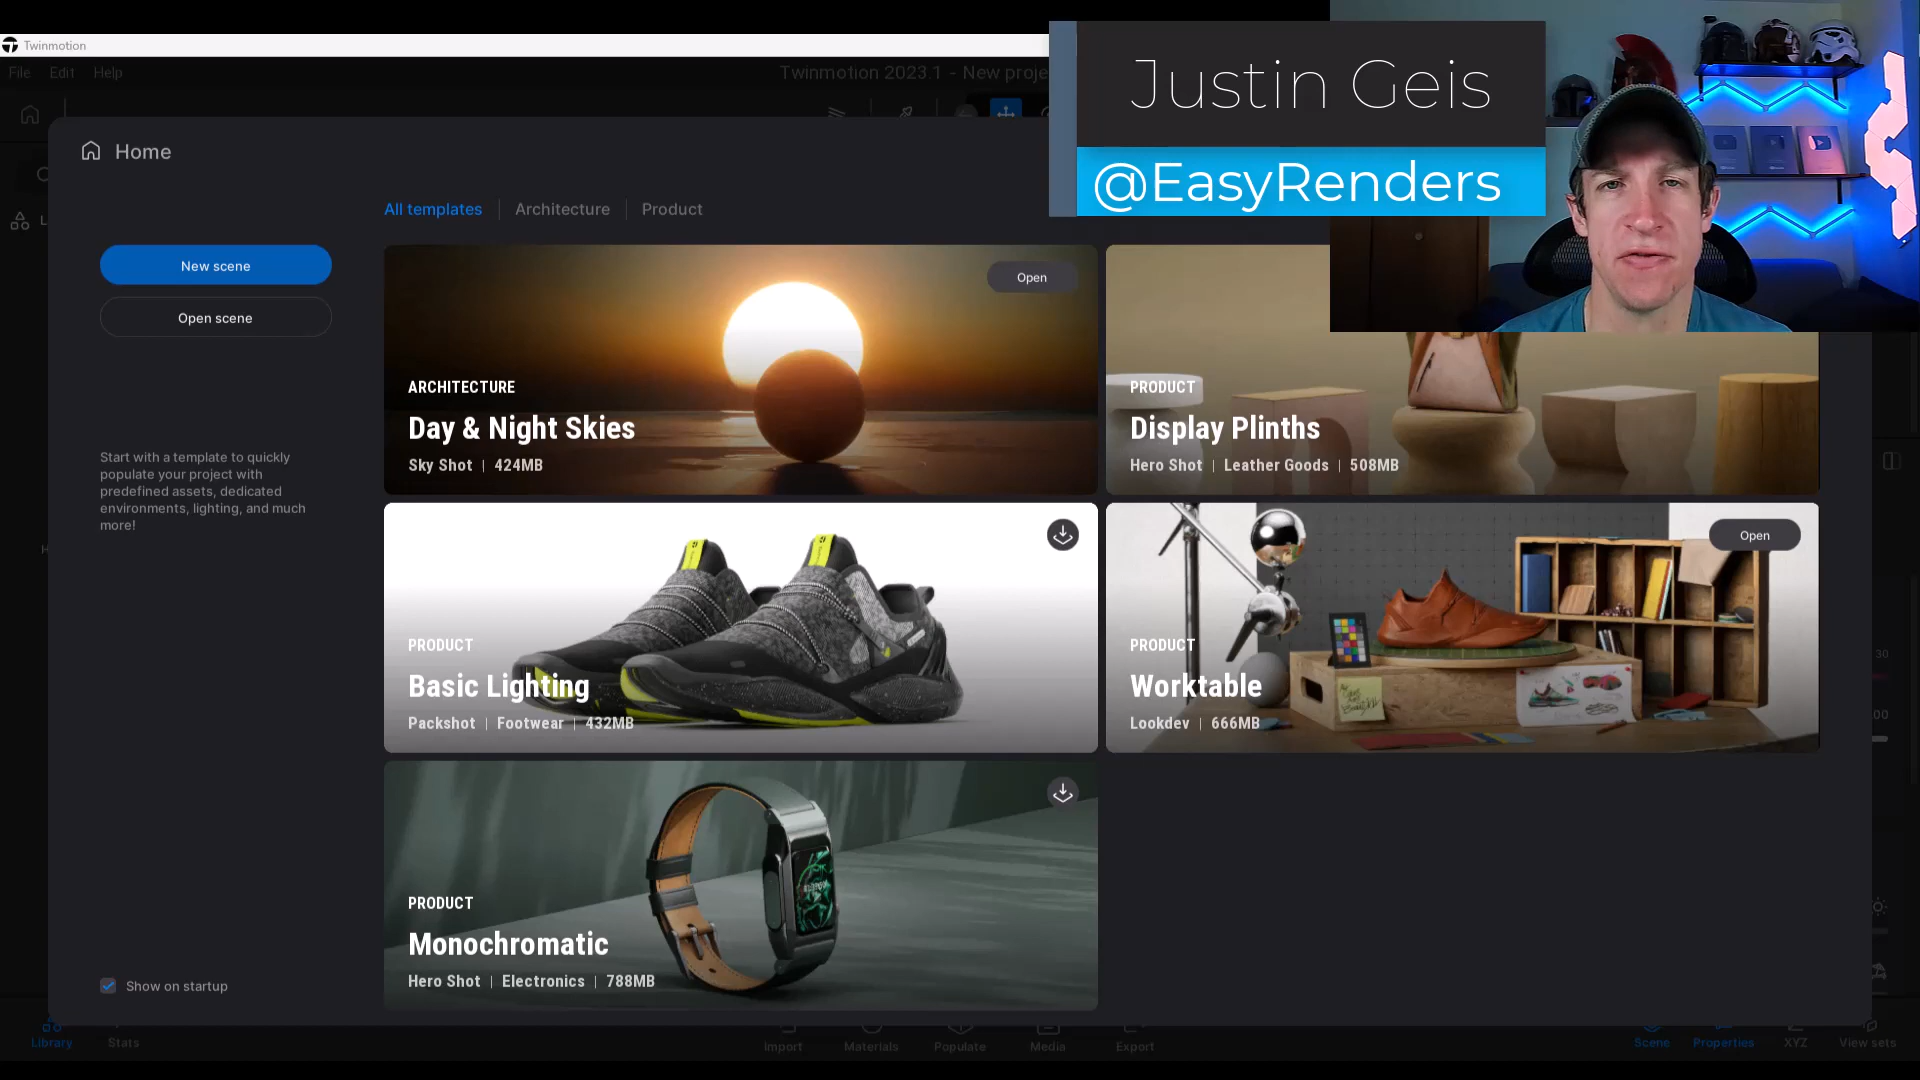 Twinmotion
File Edit Help
Twinmotion 2023.1 - New proje
Justin Geis
@EasyRenders
Home
All templates Architecture Product
New scene
Open scene
Start with a template to quickly
populate your project with
predefined assets, dedicated
environments, lighting, and much
more!
Open
ARCHITECTURE
Day & Night Skies
Sky Shot | 424MB
PRODUCT
Display Plinths
Hero Shot | Leather Goods | 508MB
PRODUCT
Basic Lighting
Packshot | Footwear | 432MB
Open
PRODUCT
Worktable
Lookdev | 666MB
PRODUCT
Monochromatic
Hero Shot | Electronics | 788MB
Show on startup
30
Library Stats Import Materials Populate Media Export Scene Properties XYZ View sets